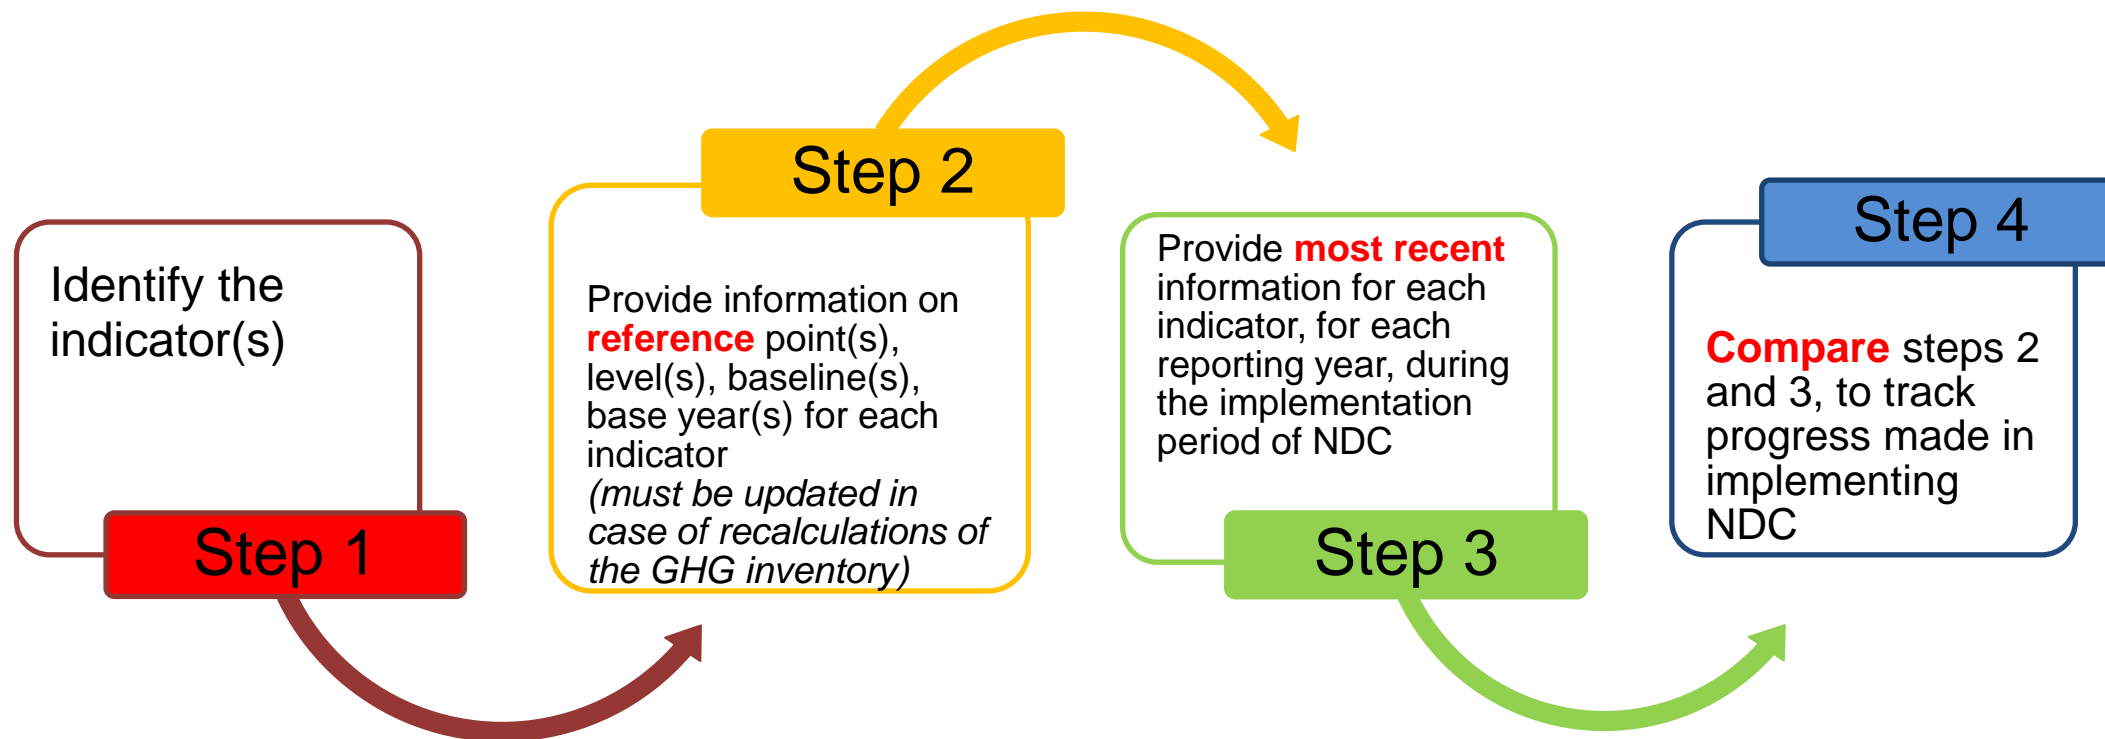 Identify the
indicator(s)
Step 1
Step 2
Provide information on
reference point(s),
level(s), baseline(s),
base year(s) for each
indicator
(must be updated in
case of recalculations of
the GHG inventory)
Provide most recent
information for each
indicator, for each
reporting year, during
the implementation
period of NDC
Step 3
Step 4
Compare steps 2
and 3, to track
progress made in
implementing
NDC